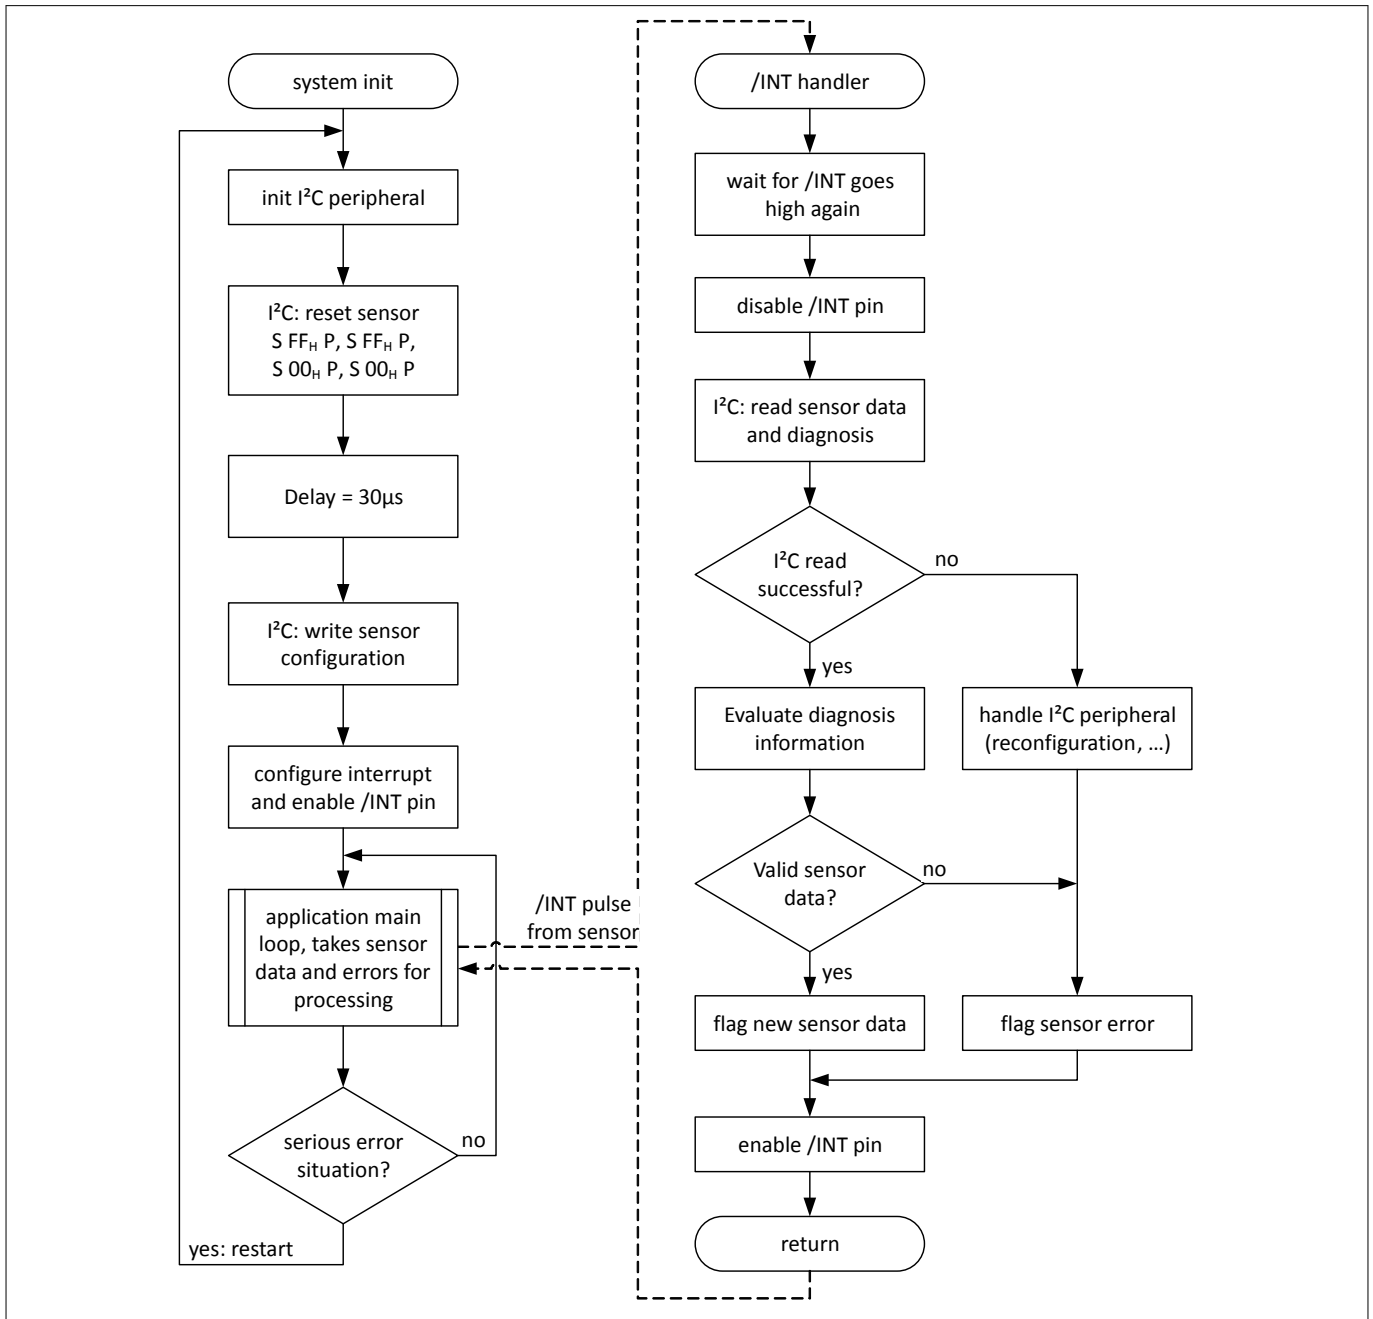 system init
init I²C peripheral
I²C: reset sensor
S FFH P, S FFH P,
S 00H P, S 00H P
Delay = 30µs
I²C: write sensor
configuration
configure interrupt
and enable /INT pin
application main
loop, takes sensor
data and errors for
processing
serious error
situation?
no
yes: restart
/INT pulse
from sensor
/INT handler
wait for /INT goes
high again
disable /INT pin
I²C: read sensor data
and diagnosis
I²C read
successful?
no
yes
Evaluate diagnosis
information
handle I²C peripheral
(reconfiguration, ...)
Valid sensor
data?
no
yes
flag new sensor data
flag sensor error
enable /INT pin
return